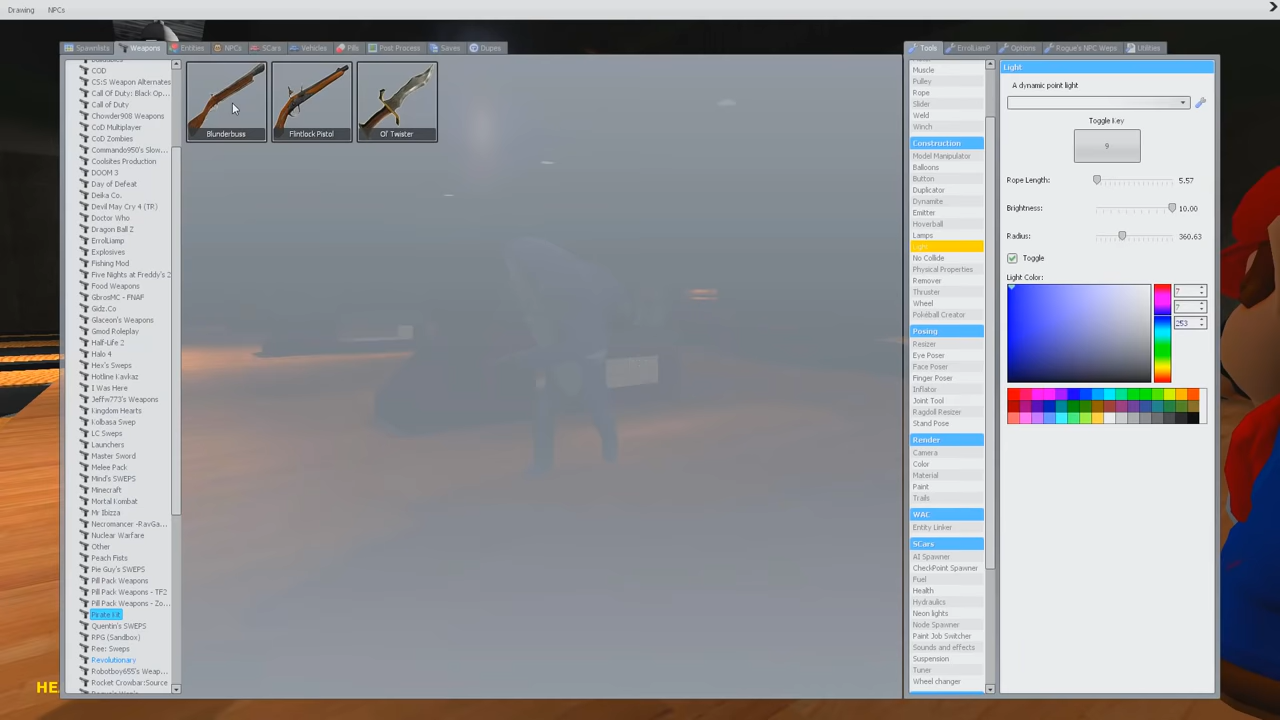 Drawing NPCs
Spawnlists Weapons Entities NPCs SCars Vehicles Pills Post Process Saves Dupes
Tools ErrolLiamP Options Rogue's NPC Weps Utilities
COD
CS:S Weapon Alternates
Call Of Duty: Black Op...
Call of Duty
Chowder908 Weapons
CoD Multiplayer
CoD Zombies
Commando950's Slow...
Coolsites Production
DOOM 3
Day of Defeat
Deika Co.
Devil May Cry 4 (TP.)
Doctor Who
Dragon Ball Z
ErrolLiamp
Explosives
Fishing Mod
Five Nights at Freddy's 2
Food Weapons
GbrosMC - FNAF
Gidz.Co
Glaceon's Weapons
Gmod Roleplay
Half-Life 2
Halo 4
Hex's Sweps
Hotline Kavkaz
I Was Here
Jeffw773's Weapons
Kingdom Hearts
Kolbasa Swep
LC Sweps
Launchers
Master Sword
Melee Pack
Mind's SWEPS
Minecraft
Mortal Kombat
Mr Ibizza
Necromancer -RavGa...
Nuclear Warfare
Other
Peach Fists
Pie Guy's SWEPS
Pill Pack Weapons
Pill Pack Weapons - TF2
Pill Pack Weapons - Zo...
Pirate Kit
Quentin's SWEPS
RPG (Sandbox)
Ree: Sweps
Revolutionary
Robotboy655's Weap...
Rocket Crowbar:Source
Blunderbuss
Flintlock Pistol
Ol' Twister
Muscle
Pulley
Rope
Slider
Weld
Winch
Construction
Model Manipulator
Balloons
Button
Duplicator
Dynamite
Emitter
Hoverball
Lamps
Light
No Collide
Physical Properties
Remover
Thruster
Wheel
Pokéball Creator
Posing
Resizer
Eye Poser
Face Poser
Finger Poser
Inflator
Joint Tool
Ragdoll Resizer
Stand Pose
Render
Camera
Color
Material
Paint
Trails
WAC
Entity Linker
SCars
AI Spawner
CheckPoint Spawner
Fuel
Health
Hydraulics
Neon lights
Node Spawner
Paint Job Switcher
Sounds and effects
Suspension
Tuner
Wheel changer
Light
A dynamic point light
Toggle Key
9
Rope Length: 5.57
Brightness: 10.00
Radius: 360.63
Toggle
Light Color:
7
7
253
HE